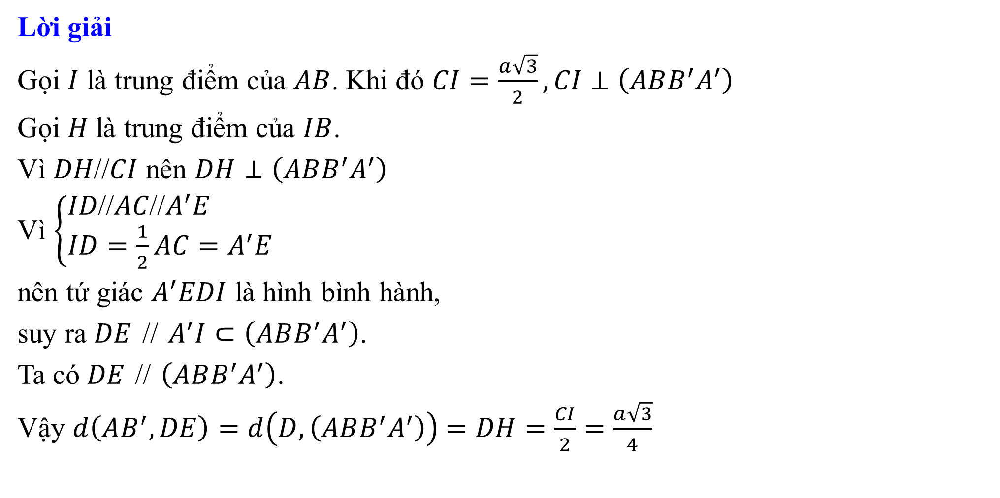 Lời giải
Gọi $I$ là trung điểm của $AB$. Khi đó $CI = \frac{a\sqrt{3}}{2}, CI \perp (ABB'A')$
Gọi $H$ là trung điểm của $IB$.
Vì $DH // CI$ nên $DH \perp (ABB'A')$
Vì $\begin{cases} ID // AC // A'E \\ ID = \frac{1}{2} AC = A'E \end{cases}$
nên tứ giác $A'EDI$ là hình bình hành,
suy ra $DE // A'I \subset (ABB'A')$.
Ta có $DE // (ABB'A')$.
Vậy $d(AB', DE) = d(D, (ABB'A')) = DH = \frac{CI}{2} = \frac{a\sqrt{3}}{4}$